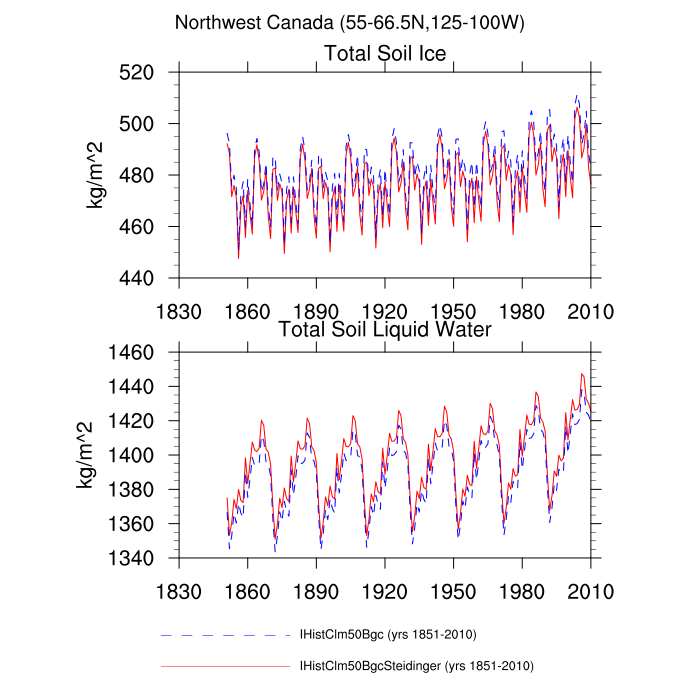 Northwest Canada (55-66.5N,125-100W)
Total Soil Ice
520
500
480
460
440
kg/m^2
1830 1860 1890 1920 1950 1980 2010
Total Soil Liquid Water
1460
1440
1420
1400
1380
1360
1340
kg/m^2
1830 1860 1890 1920 1950 1980 2010
IHistClm50Bgc (yrs 1851-2010)
IHistClm50BgcSteidinger (yrs 1851-2010)